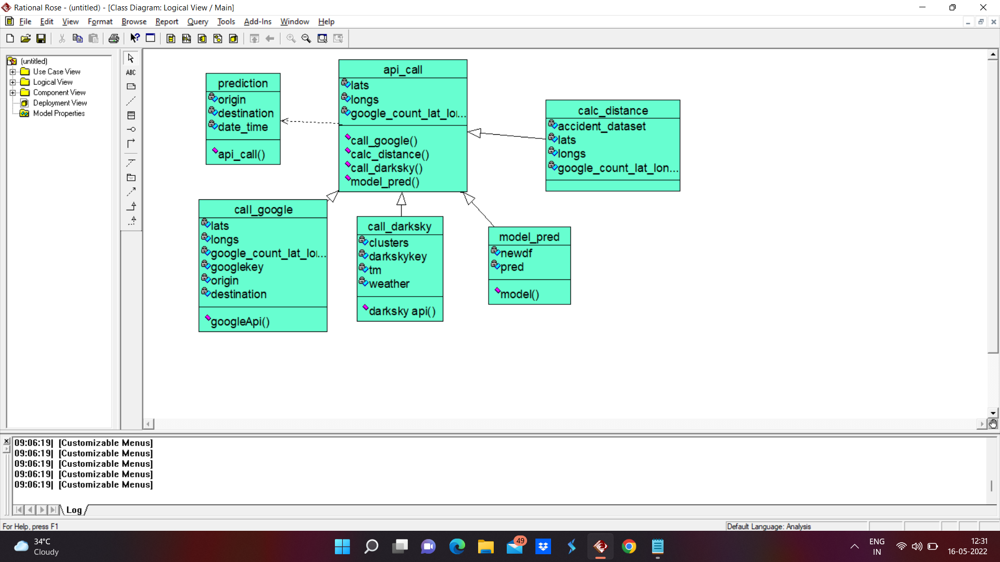 Rational Rose - (untitled) - [Class Diagram: Logical View / Main]
File Edit View Format Browse Report Query Tools Add-Ins Window Help
(untitled)
Use Case View
Logical View
Component View
Deployment View
Model Properties
ABC
prediction
origin
destination
date_time
api_call()
api_call
lats
longs
google_count_lat_lo...
call_google()
calc_distance()
call_darksky()
model_pred()
calc_distance
accident_dataset
lats
longs
google_count_lat_lon...
call_google
lats
longs
google_count_lat_lo...
googlekey
origin
destination
googleApi()
call_darksky
clusters
darkskykey
tm
weather
darksky api()
model_pred
newdf
pred
model()
09:06:19| [Customizable Menus]
09:06:19| [Customizable Menus]
09:06:19| [Customizable Menus]
09:06:19| [Customizable Menus]
09:06:19| [Customizable Menus]
Log
For Help, press F1
Default Language: Analysis
34°C
Cloudy
49
ENG
IN
12:31
16-05-2022